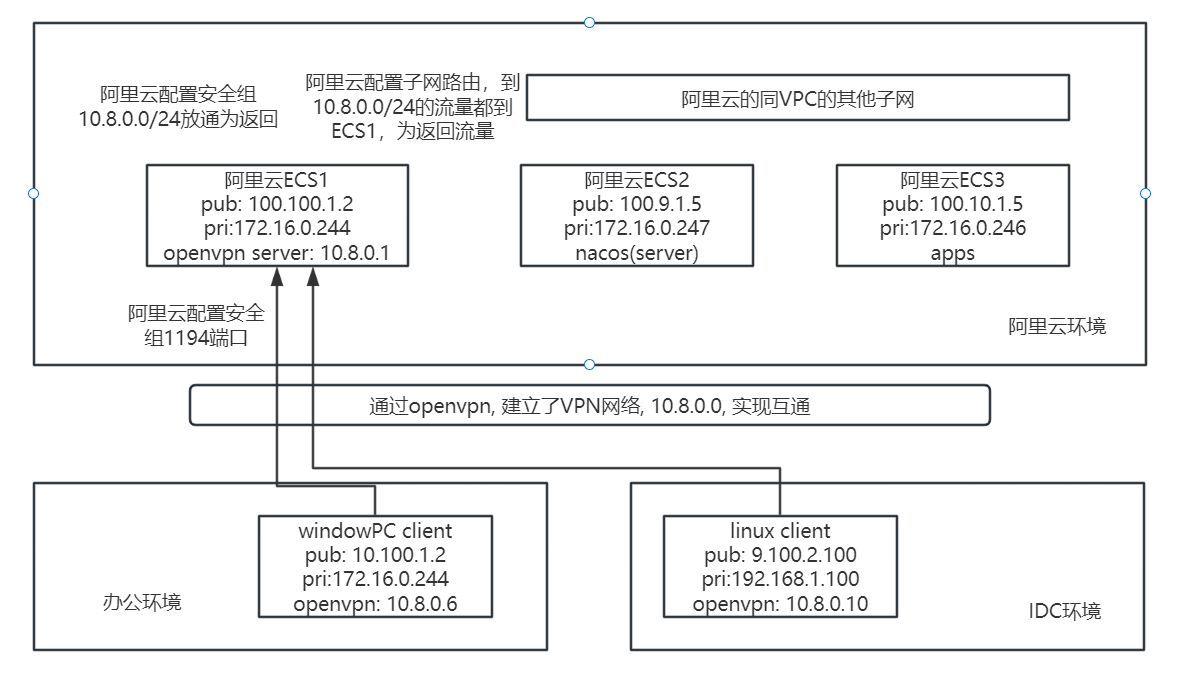 阿里云配置安全组
10.8.0.0/24放通为返回
阿里云配置子网路由，到
10.8.0.0/24的流量都到
ECS1，为返回流量
阿里云的同VPC的其他子网
阿里云ECS1
pub: 100.100.1.2
pri:172.16.0.244
openvpn server: 10.8.0.1
阿里云ECS2
pub: 100.9.1.5
pri:172.16.0.247
nacos(server)
阿里云ECS3
pub: 100.10.1.5
pri:172.16.0.246
apps
阿里云配置安全
组1194端口
阿里云环境
通过openvpn, 建立了VPN网络, 10.8.0.0, 实现互通
windowPC client
pub: 10.100.1.2
pri:172.16.0.244
openvpn: 10.8.0.6
办公环境
linux client
pub: 9.100.2.100
pri:192.168.1.100
openvpn: 10.8.0.10
IDC环境